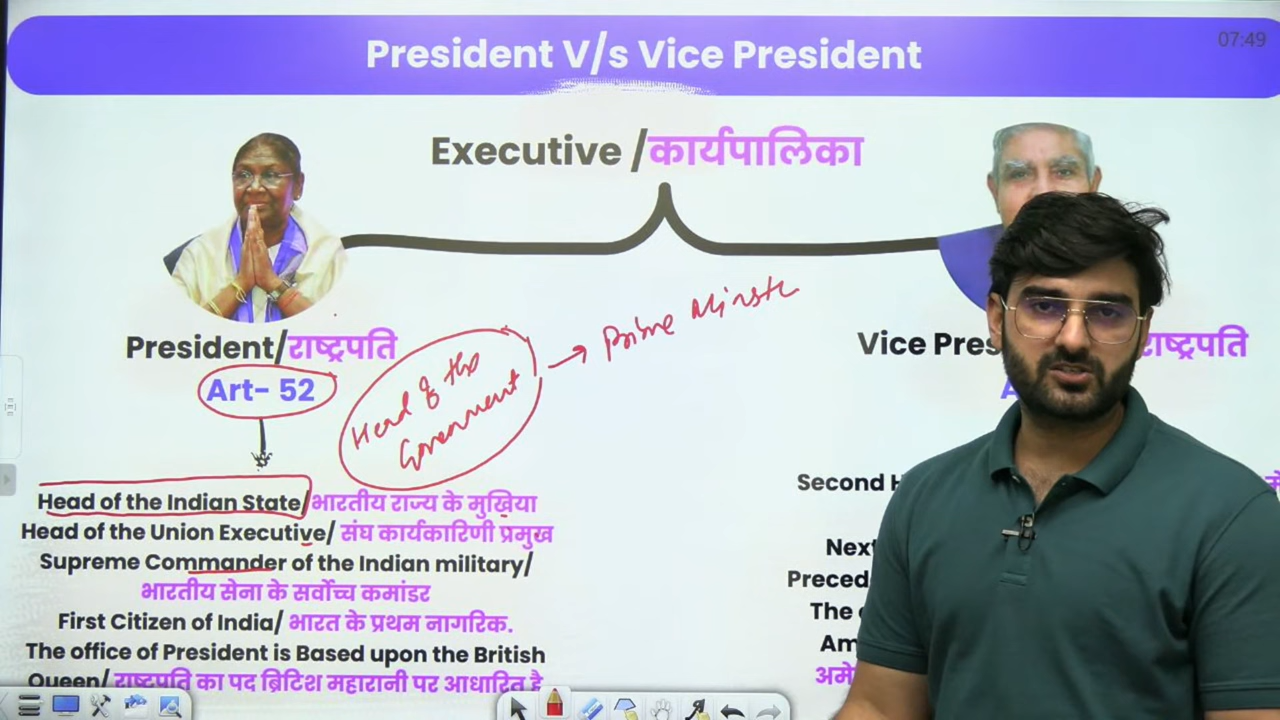 President V/s Vice President
07:49
Executive /कार्यपालिका
President/राष्ट्रपति
Art- 52
Head of the Government → Prime Minste
Vice Pres
राष्ट्रपति
A
Head of the Indian State/भारतीय राज्य के मुखिया
Head of the Union Executive/ संघ कार्यकारिणी प्रमुख
Supreme Commander of the Indian military/
भारतीय सेना के सर्वोच्च कमांडर
First Citizen of India/ भारत के प्रथम नागरिक.
The office of President is Based upon the British
Queen/ राष्ट्रपति का पद ब्रिटिश महारानी पर आधारित है
Second H
Next
Preced
The
Am
अमे